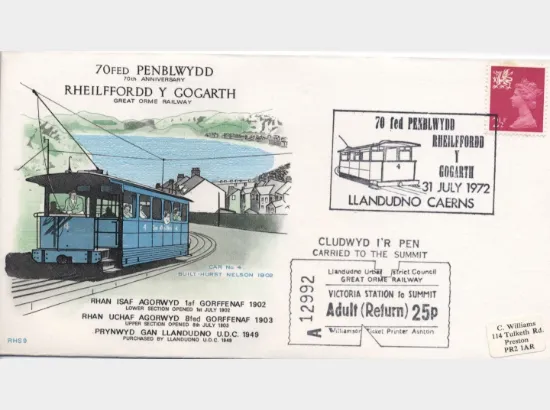 70FED PENBLWYDD
70th ANNIVERSARY
RHEILFFORDD Y GOGARTH
GREAT ORME RAILWAY
CAR No. 4
BUILT HURST NELSON 1902
RHAN ISAF AGORWYD 1af GORFFENAF 1902
LOWER SECTION OPENED 1st JULY 1902
RHAN UCHAF AGORWYD 8fed GORFFENAF 1903
UPPER SECTION OPENED 8th JULY 1903
PRYNWYD GAN LLANDUDNO U.D.C. 1949
PURCHASED BY LLANDUDNO U.D.C. 1949
RHS 9
70 fed PENBLWYDD
RHEILFFORDD
Y
GOGARTH
4
31 JULY 1972
LLANDUDNO CAERNS
CLUDWYD I'R PEN
CARRIED TO THE SUMMIT
A 12992
Llandudno Urban District Council
GREAT ORME RAILWAY
VICTORIA STATION to SUMMIT
Adult (Return) 25p
Williamson Ticket Printer Ashton
C. Williams
114 Tulketh Rd.
Preston
PR2 1AR